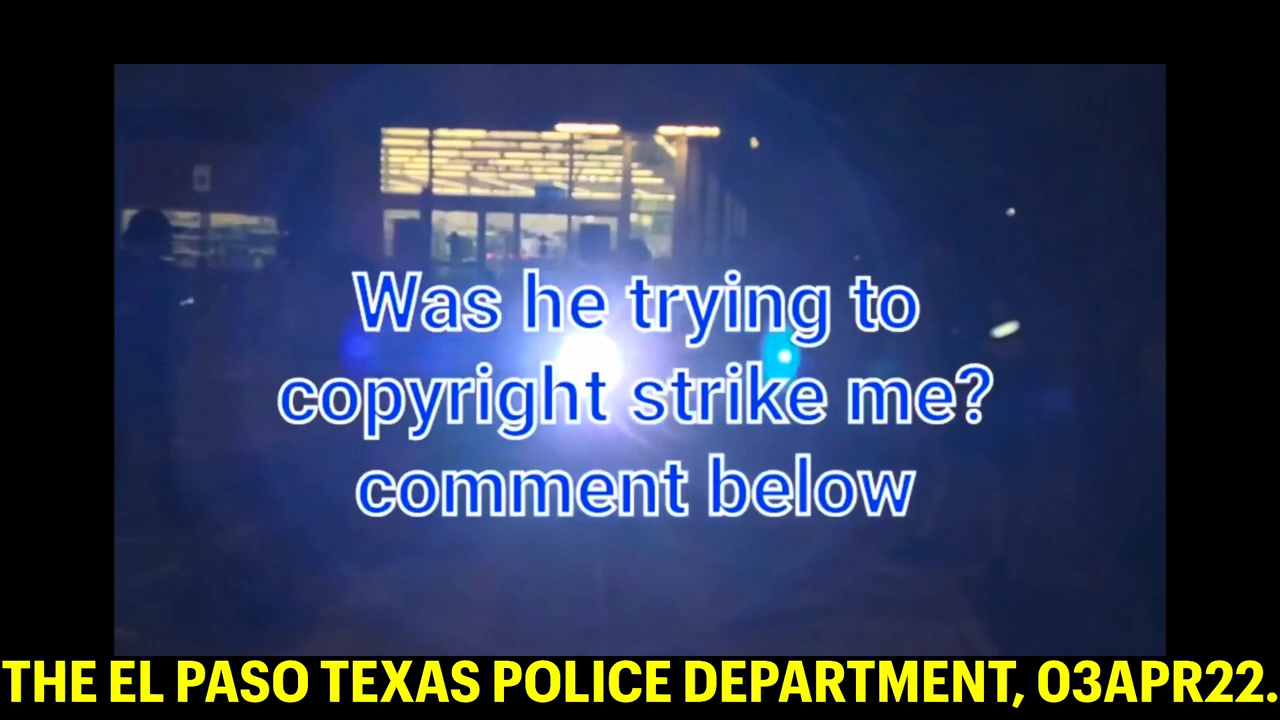 Was he trying to
copyright strike me?
comment below
THE EL PASO TEXAS POLICE DEPARTMENT, 03APR22.